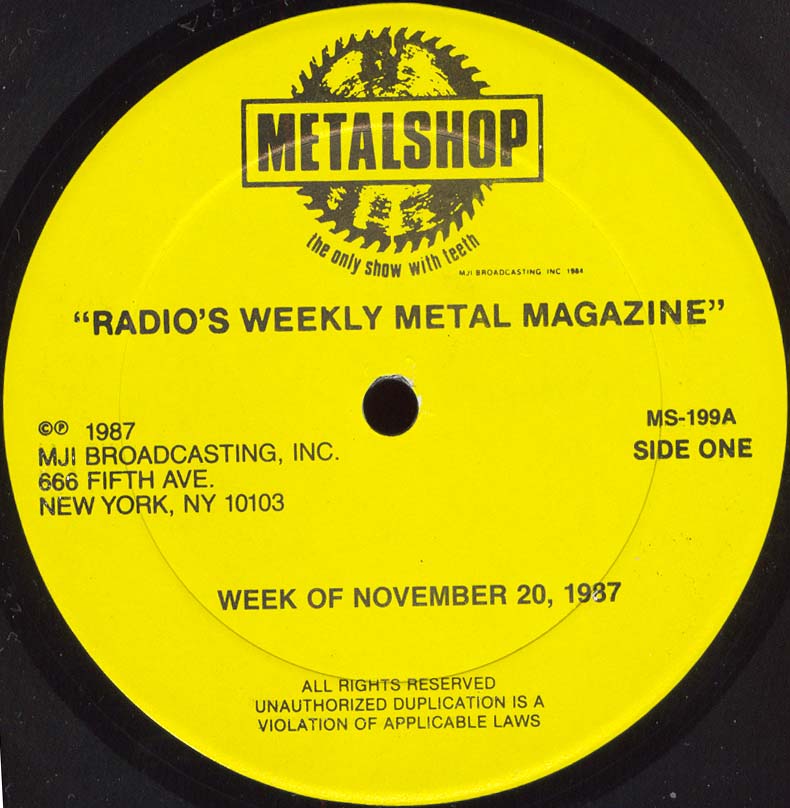 METALSHOP
the only show with teeth
MJI BROADCASTING INC 1984
“RADIO’S WEEKLY METAL MAGAZINE”
©℗ 1987
MJI BROADCASTING, INC.
666 FIFTH AVE.
NEW YORK, NY 10103
MS-199A
SIDE ONE
WEEK OF NOVEMBER 20, 1987
ALL RIGHTS RESERVED
UNAUTHORIZED DUPLICATION IS A
VIOLATION OF APPLICABLE LAWS